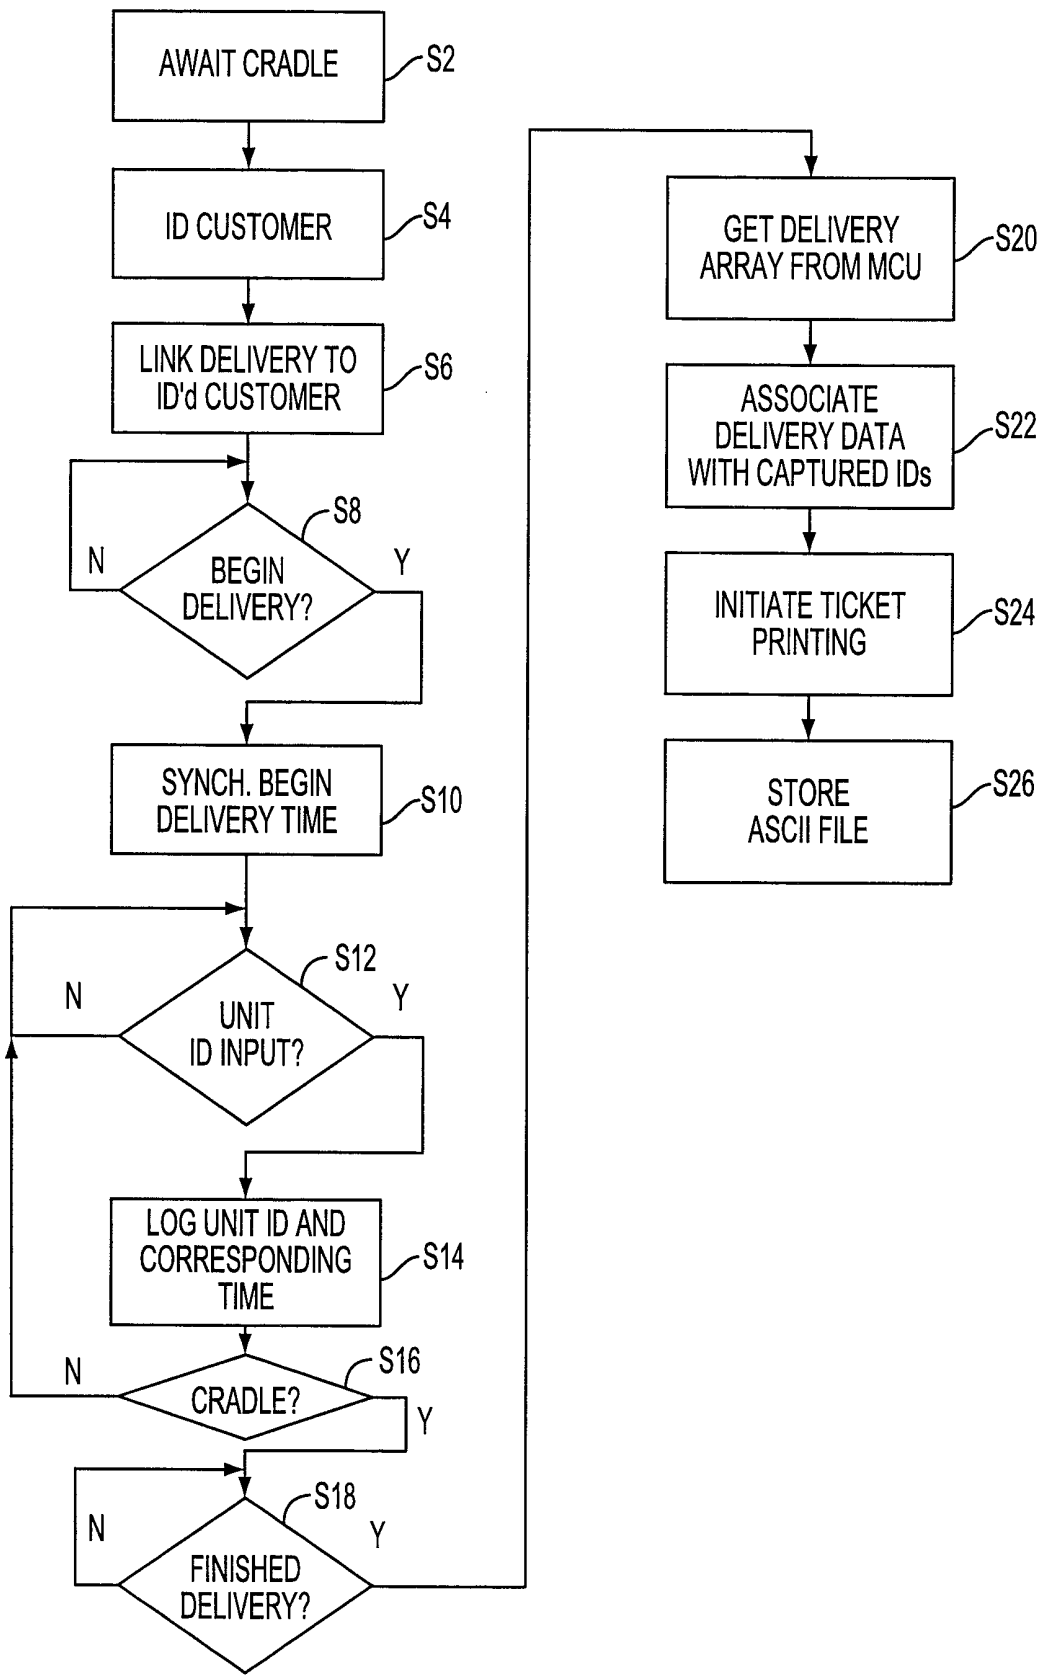 AWAIT CRADLE
S2
ID CUSTOMER
S4
LINK DELIVERY TO
ID'd CUSTOMER
S6
S8
N
Y
BEGIN
DELIVERY?
SYNCH. BEGIN
DELIVERY TIME
S10
S12
N
Y
UNIT
ID INPUT?
LOG UNIT ID AND
CORRESPONDING
TIME
S14
S16
N
CRADLE?
Y
S18
N
Y
FINISHED
DELIVERY?
GET DELIVERY
ARRAY FROM MCU
S20
ASSOCIATE
DELIVERY DATA
WITH CAPTURED IDs
S22
INITIATE TICKET
PRINTING
S24
STORE
ASCII FILE
S26